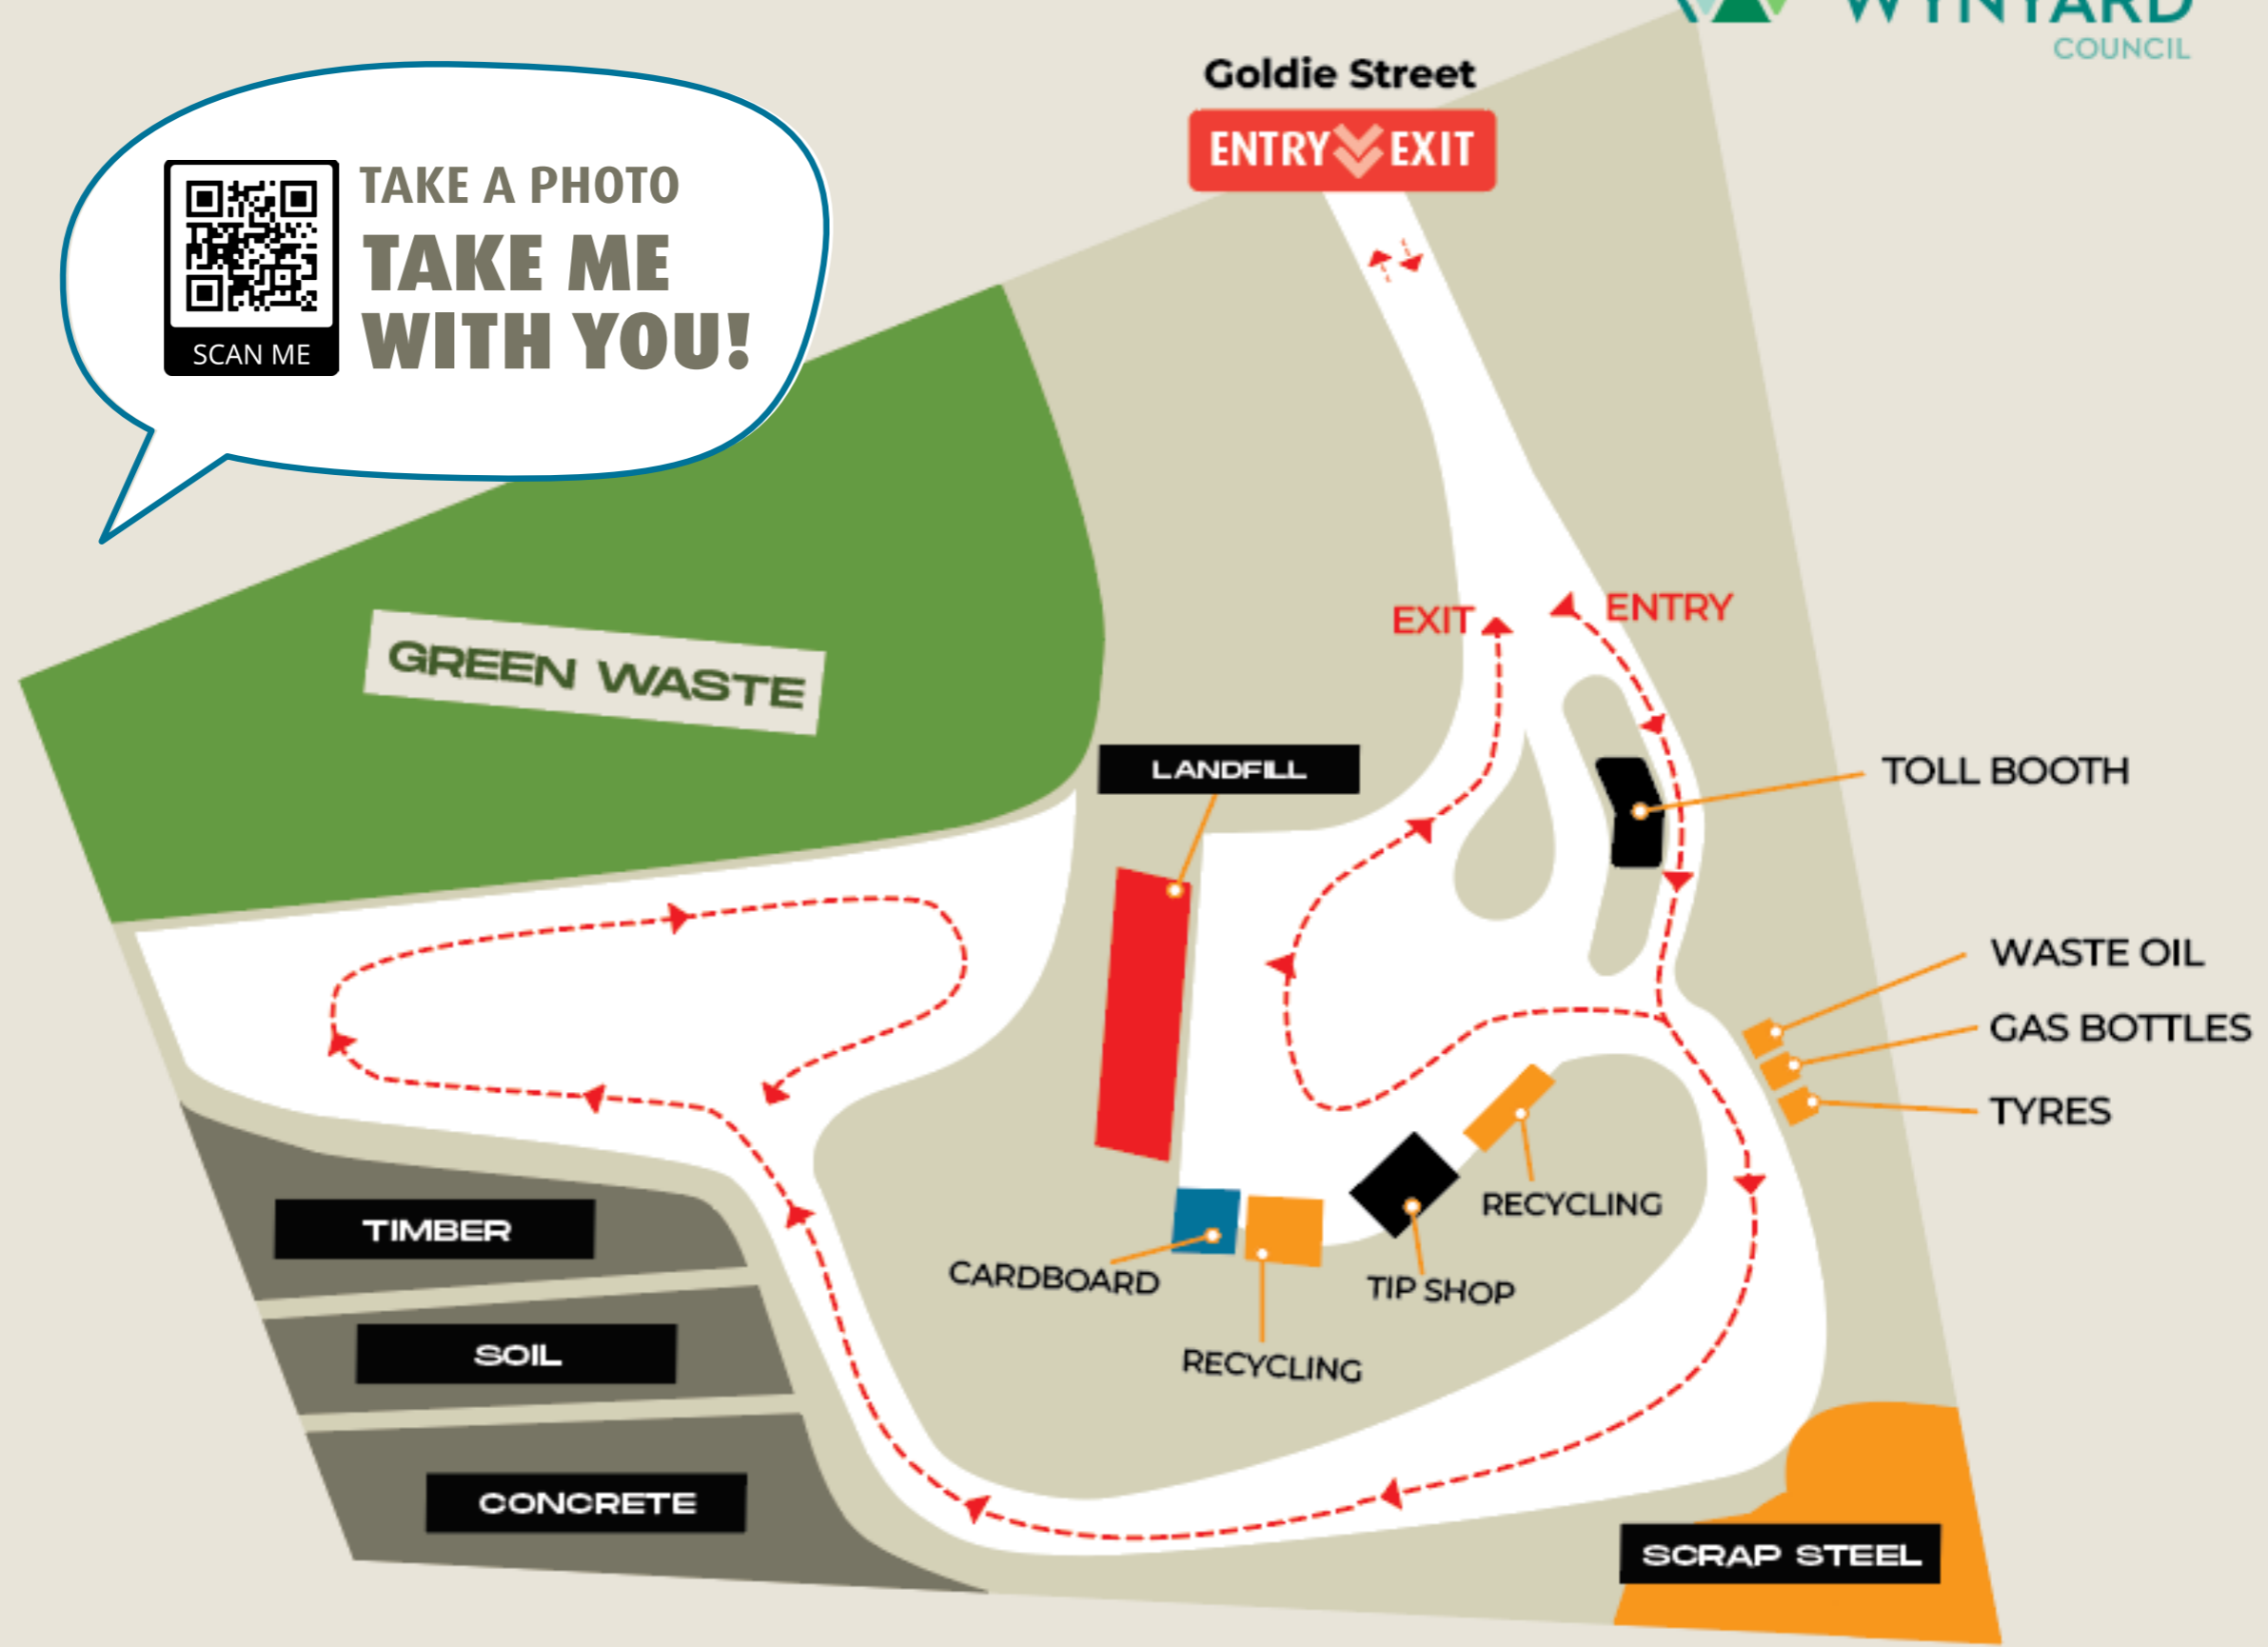 WYNYARD
COUNCIL
Goldie Street
ENTRY EXIT
TAKE A PHOTO
TAKE ME
WITH YOU!
SCAN ME
EXIT
ENTRY
GREEN WASTE
LANDFILL
TOLL BOOTH
WASTE OIL
GAS BOTTLES
TYRES
RECYCLING
TIMBER
CARDBOARD
TIP SHOP
RECYCLING
SOIL
CONCRETE
SCRAP STEEL